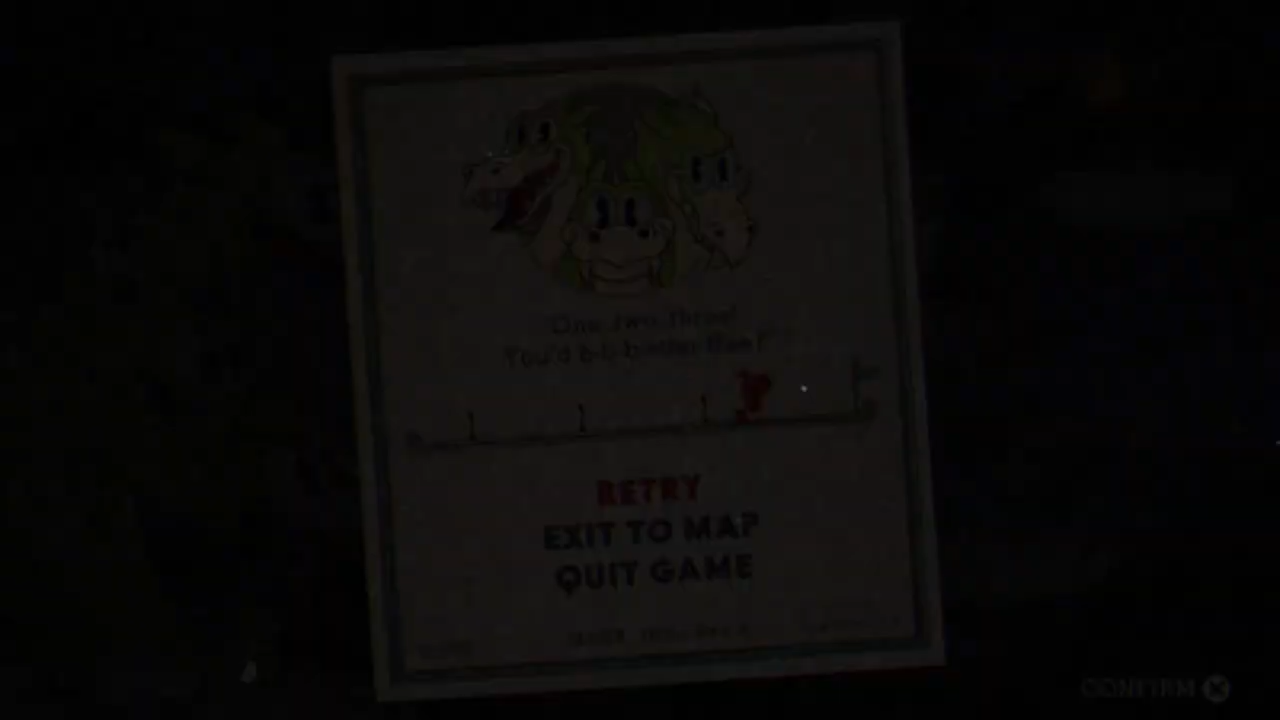 "One, two, three!
You'd b-b-better flee!"
RETRY
EXIT TO MAP
QUIT GAME
CONFIRM